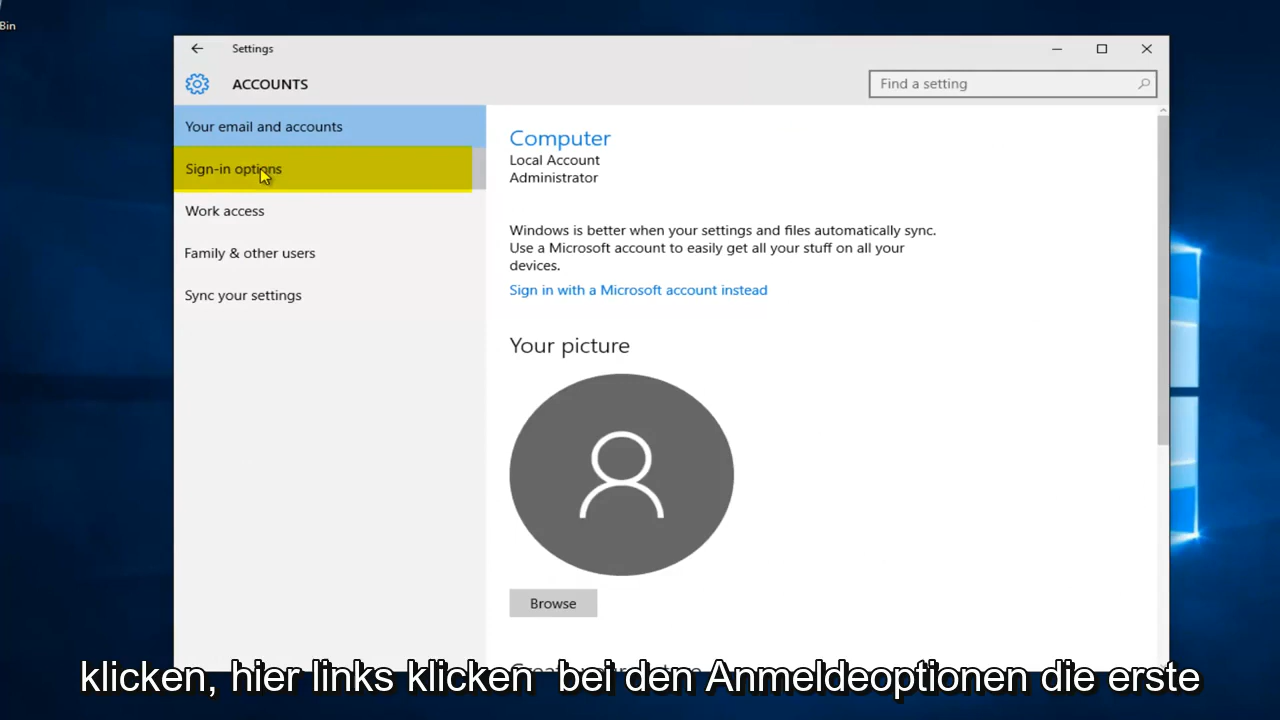 Bin
Settings
ACCOUNTS
Find a setting
Your email and accounts
Sign-in options
Work access
Family & other users
Sync your settings
Computer
Local Account
Administrator
Windows is better when your settings and files automatically sync.
Use a Microsoft account to easily get all your stuff on all your
devices.
Sign in with a Microsoft account instead
Your picture
Browse
klicken, hier links klicken bei den Anmeldeoptionen die erste